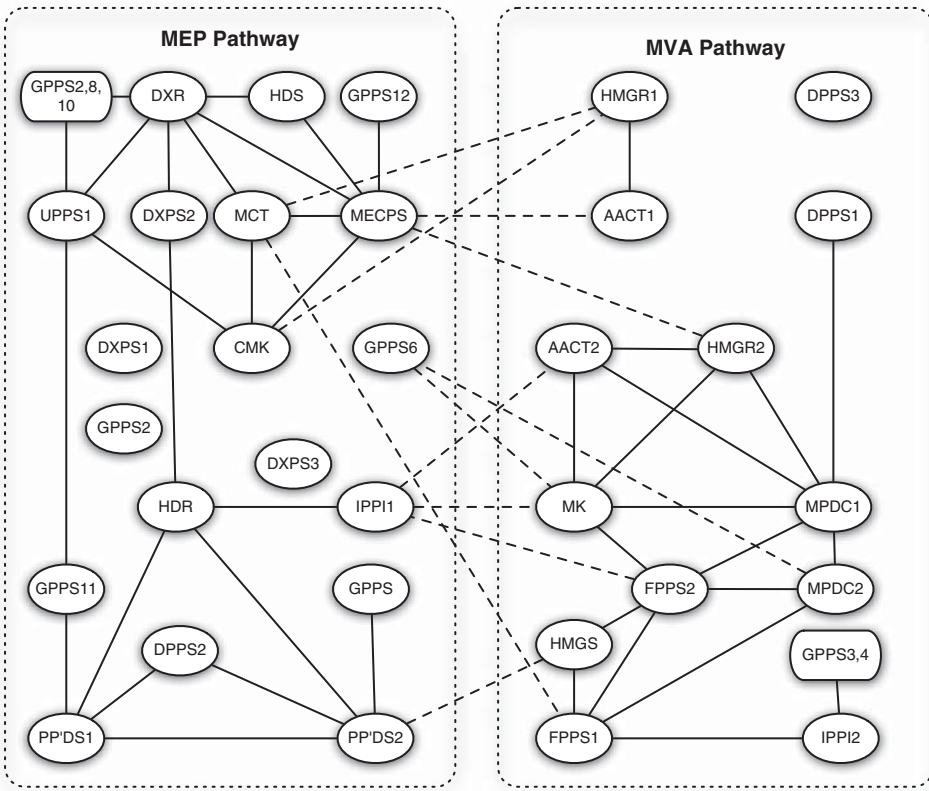 MEP Pathway
MVA Pathway
GPPS2,8,
10
DXR
HDS
GPPS12
HMGR1
DPPS3
UPPS1
DXPS2
MCT
MECPS
AACT1
DPPS1
DXPS1
CMK
GPPS6
AACT2
HMGR2
GPPS2
DXPS3
HDR
IPPI1
MK
MPDC1
GPPS11
GPPS
FPPS2
MPDC2
DPPS2
HMGS
GPPS3,4
PP'DS1
PP'DS2
FPPS1
IPPI2